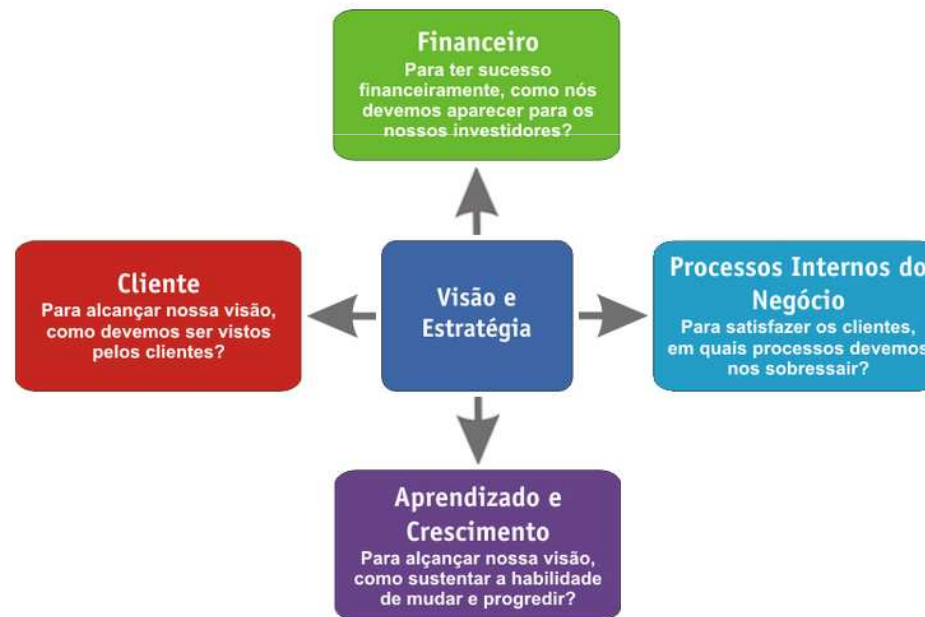 Financeiro
Para ter sucesso
financeiramente, como nós
devemos aparecer para os
nossos investidores?
Cliente
Para alcançar nossa visão,
como devemos ser vistos
pelos clientes?
Visão e
Estratégia
Processos Internos do
Negócio
Para satisfazer os clientes,
em quais processos devemos
nos sobressair?
Aprendizado e
Crescimento
Para alçançar nossa visão,
como sustentar a habilidade
de mudar e progredir?